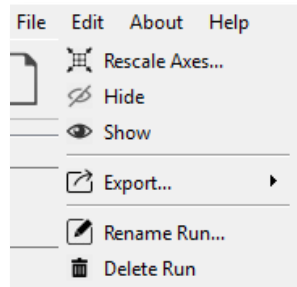 File Edit About Help
Rescale Axes...
Hide
Show
Export...
Rename Run...
Delete Run